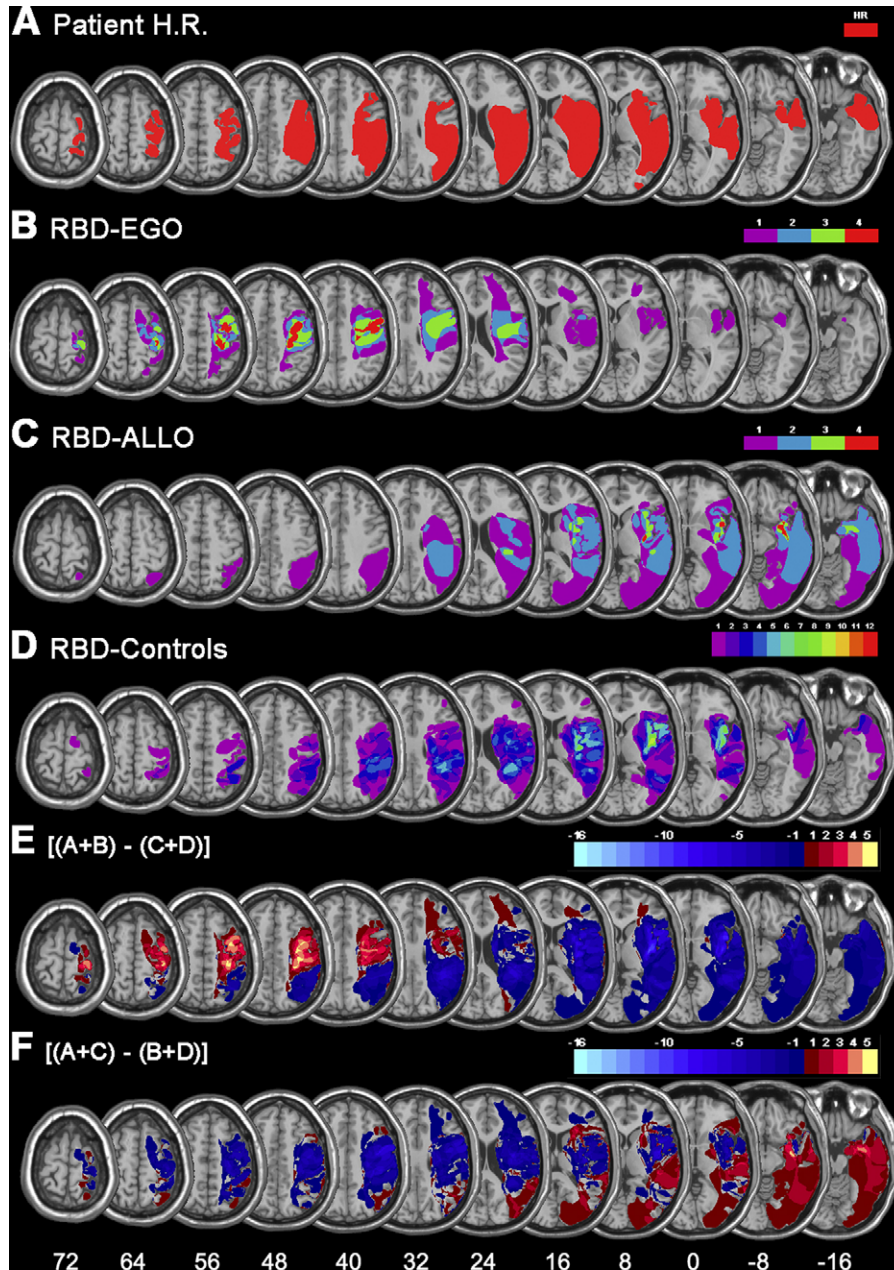 A Patient H.R.
HR
B RBD-EGO
1 2 3 4
C RBD-ALLO
1 2 3 4
D RBD-Controls
1 2 3 4 5 6 7 8 9 10 11 12
E [(A+B) - (C+D)]
-16 -10 -5 -1 1 2 3 4 5
F [(A+C) - (B+D)]
-16 -10 -5 -1 1 2 3 4 5
72 64 56 48 40 32 24 16 8 0 -8 -16